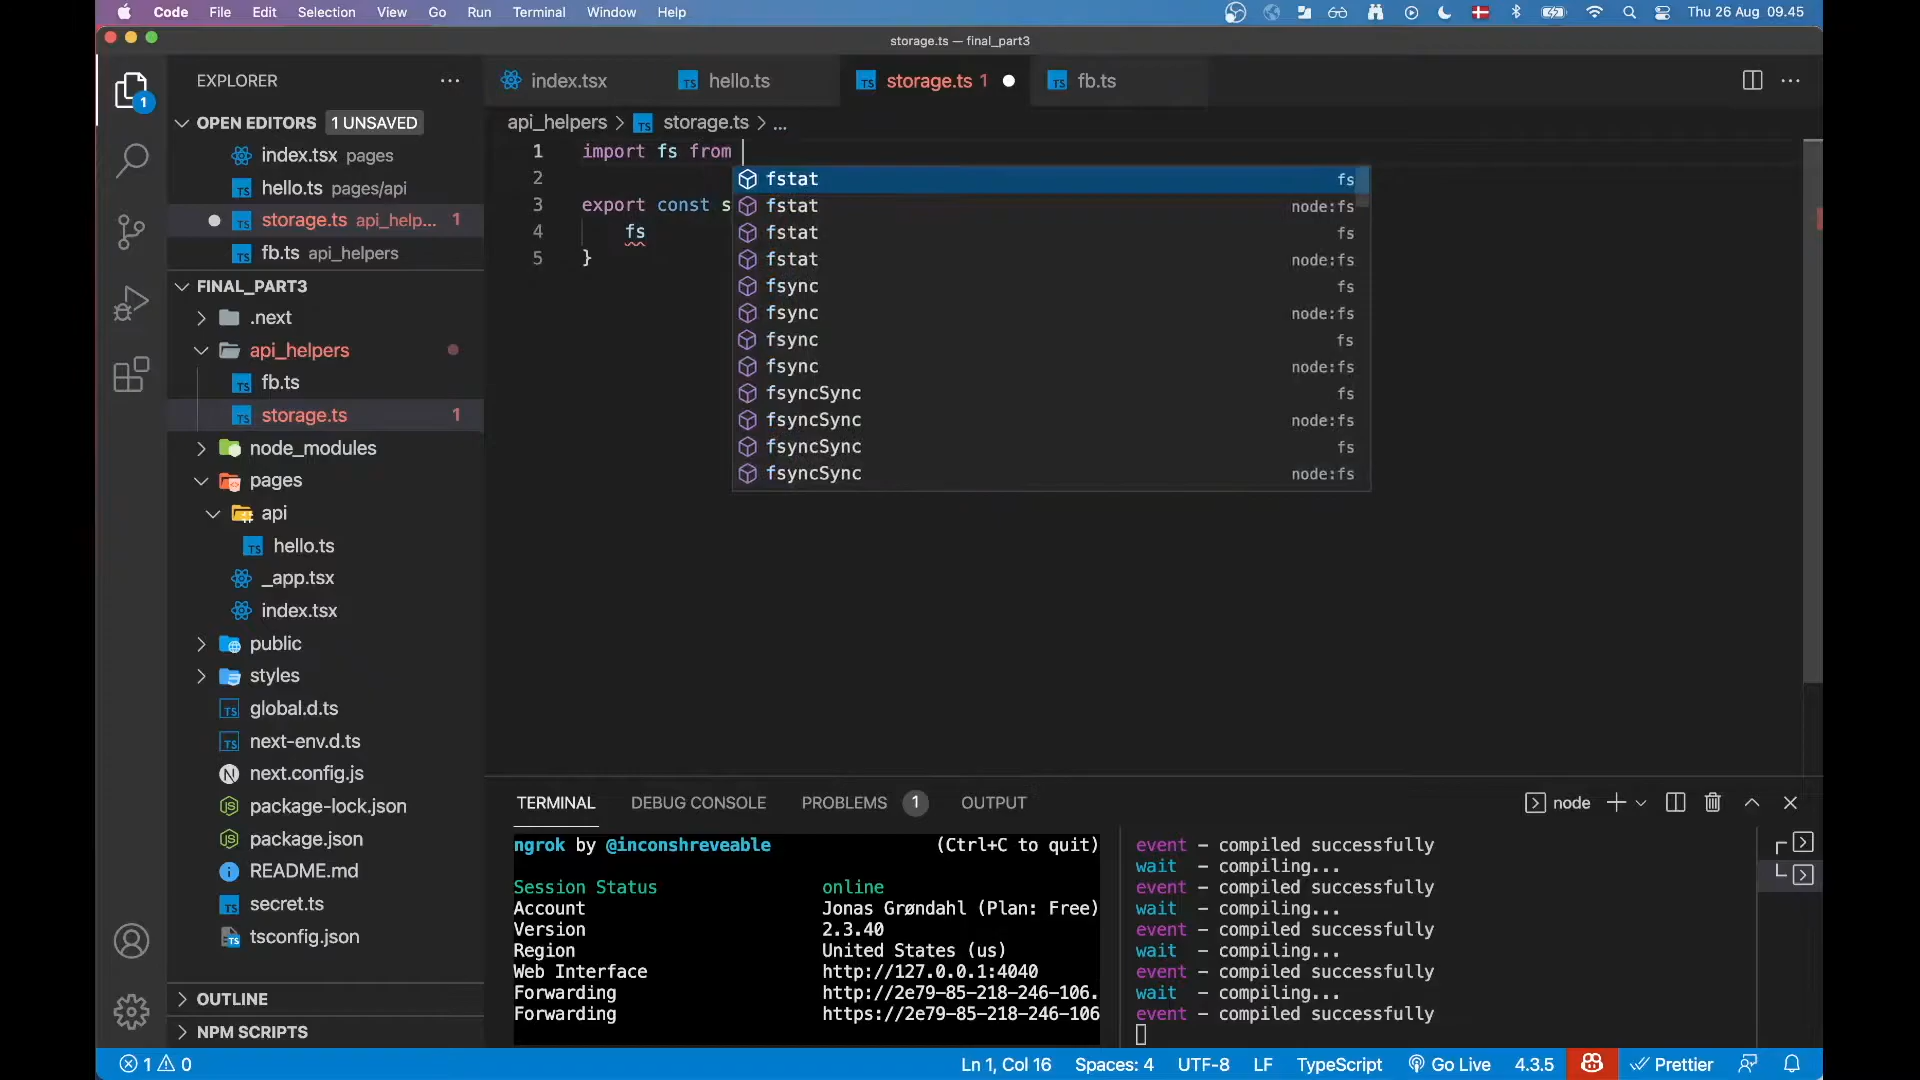 Code File Edit Selection View Go Run Terminal Window Help Thu 26 Aug 09.45
storage.ts — final_part3
EXPLORER
index.tsx hello.ts storage.ts 1 fb.ts
OPEN EDITORS 1 UNSAVED
index.tsx pages
hello.ts pages/api
storage.ts api_help... 1
fb.ts api_helpers
FINAL_PART3
.next
api_helpers
fb.ts
storage.ts 1
node_modules
pages
api
hello.ts
_app.tsx
index.tsx
public
styles
global.d.ts
next-env.d.ts
next.config.js
package-lock.json
package.json
README.md
secret.ts
tsconfig.json
OUTLINE
NPM SCRIPTS
1
api_helpers > storage.ts > ...
1 import fs from
2
3 export const s
4 fs
5 }
fstat fs
fstat node:fs
fstat fs
fstat node:fs
fsync fs
fsync node:fs
fsync fs
fsync node:fs
fsyncSync fs
fsyncSync node:fs
fsyncSync fs
fsyncSync node:fs
TERMINAL DEBUG CONSOLE PROBLEMS 1 OUTPUT node
ngrok by @inconshreveable (Ctrl+C to quit)
Session Status online
Account Jonas Grøndahl (Plan: Free)
Version 2.3.40
Region United States (us)
Web Interface http://127.0.0.1:4040
Forwarding http://2e79-85-218-246-106.
Forwarding https://2e79-85-218-246-106
event - compiled successfully
wait - compiling...
event - compiled successfully
wait - compiling...
event - compiled successfully
wait - compiling...
event - compiled successfully
wait - compiling...
event - compiled successfully
1 0 Ln 1, Col 16 Spaces: 4 UTF-8 LF TypeScript Go Live 4.3.5 Prettier